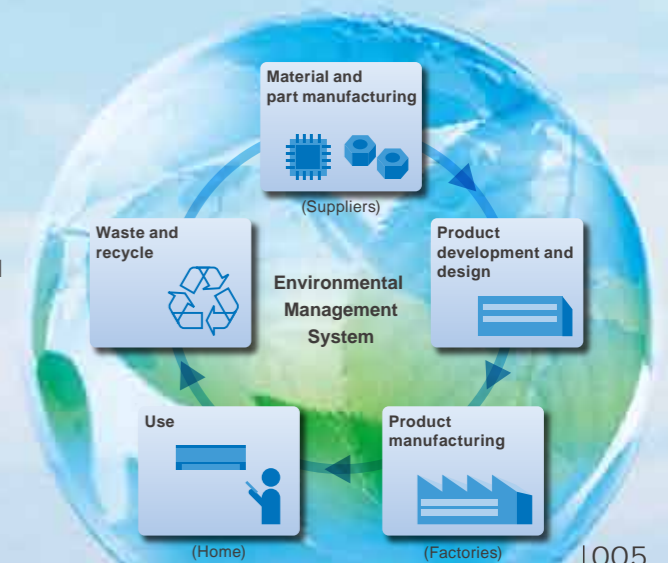 Material and
part manufacturing
(Suppliers)
Waste and
recycle
Product
development and
design
Environmental
Management
System
Use
Product
manufacturing
(Home)
(Factories)
|005